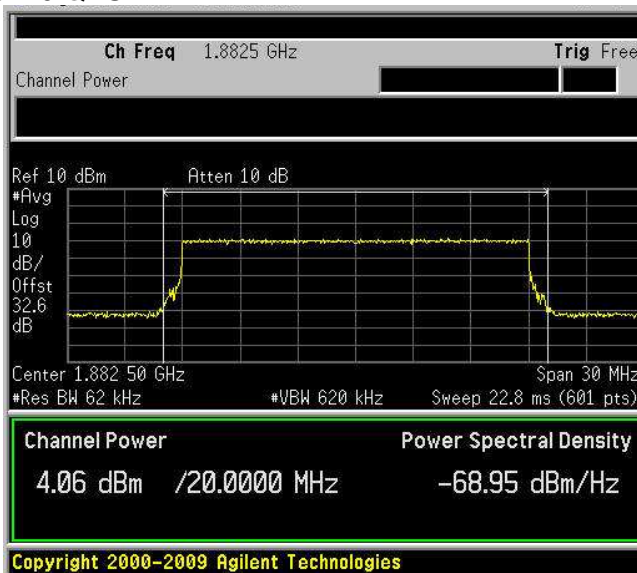 Ch Freq 1.8825 GHz Trig Free
Channel Power
Ref 10 dBm Atten 10 dB
#Avg
Log
10
dB/
Offst
32.6
dB
Center 1.882 50 GHz Span 30 MHz
#Res BW 62 kHz #VBW 620 kHz Sweep 22.8 ms (601 pts)
Channel Power Power Spectral Density
4.06 dBm /20.0000 MHz -68.95 dBm/Hz
Copyright 2000-2009 Agilent Technologies